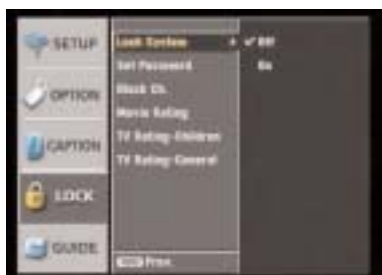 SETUP
OPTION
CAPTION
LOCK
GUIDE
Lock System
Set Password
Block Ch.
Movie Rating
TV Rating-Children
TV Rating-General
Prev.
✔ Off
On